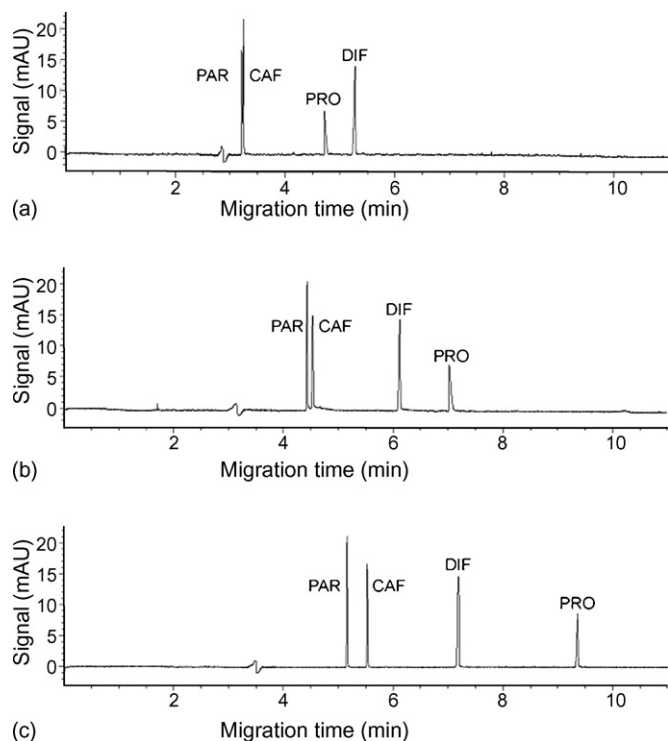 Signal (mAU)
20
15
10
5
0
PAR CAF
PRO
DIF
2 4 6 8 10
(a)
Migration time (min)
Signal (mAU)
20
15
10
5
0
PAR CAF
DIF
PRO
2 4 6 8 10
(b)
Migration time (min)
Signal (mAU)
20
15
10
5
0
PAR CAF
DIF
PRO
2 4 6 8 10
(c)
Migration time (min)